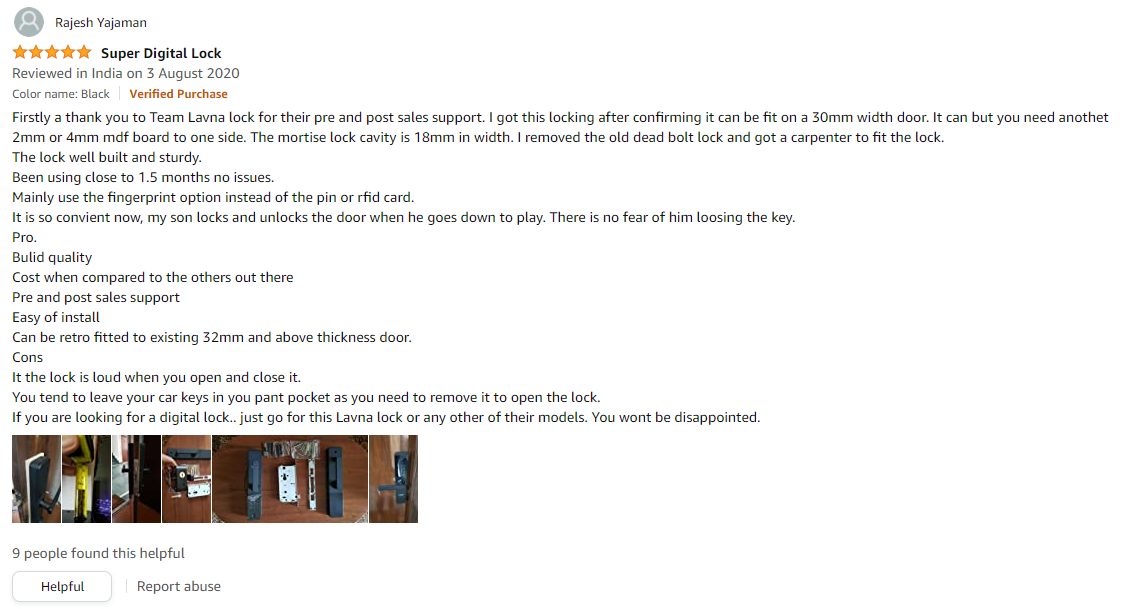 Rajesh Yajaman
Super Digital Lock
Reviewed in India on 3 August 2020
Color name: Black
Verified Purchase
Firstly a thank you to Team Lavna lock for their pre and post sales support. I got this locking after confirming it can be fit on a 30mm width door. It can but you need anothet
2mm or 4mm mdf board to one side. The mortise lock cavity is 18mm in width. I removed the old dead bolt lock and got a carpenter to fit the lock.
The lock well built and sturdy.
Been using close to 1.5 months no issues.
Mainly use the fingerprint option instead of the pin or rfid card.
It is so convient now, my son locks and unlocks the door when he goes down to play. There is no fear of him loosing the key.
Pro.
Bulid quality
Cost when compared to the others out there
Pre and post sales support
Easy of install
Can be retro fitted to existing 32mm and above thickness door.
Cons
It the lock is loud when you open and close it.
You tend to leave your car keys in you pant pocket as you need to remove it to open the lock.
If you are looking for a digital lock.. just go for this Lavna lock or any other of their models. You wont be disappointed.
9 people found this helpful
Helpful
Report abuse